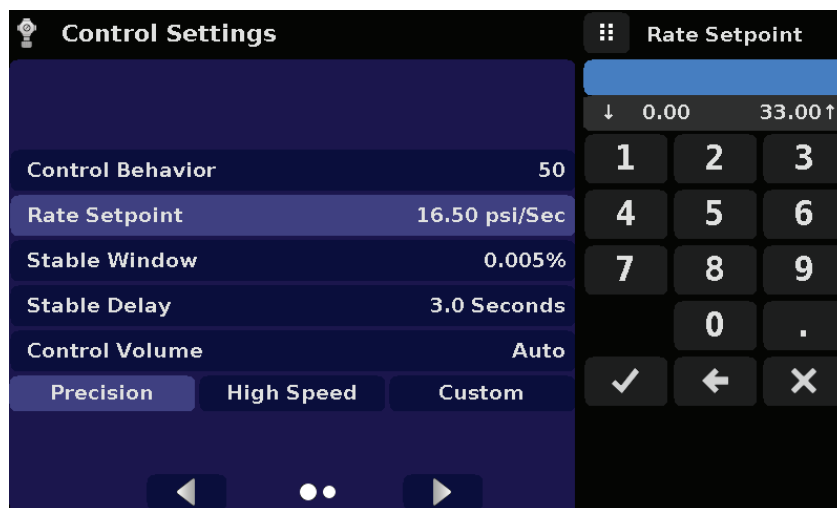 Control Settings
Control Behavior 50
Rate Setpoint 16.50 psi/Sec
Stable Window 0.005%
Stable Delay 3.0 Seconds
Control Volume Auto
Precision High Speed Custom
Rate Setpoint
↓ 0.00 33.00↑
1 2 3
4 5 6
7 8 9
0 .